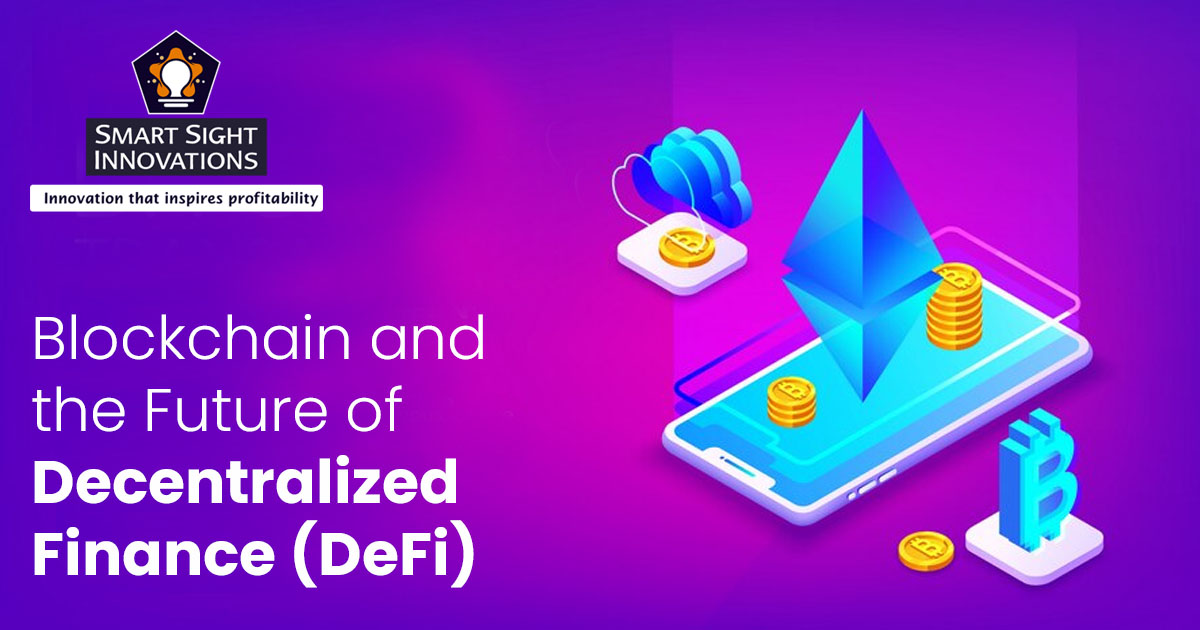 SMART SIGHT
INNOVATIONS
Innovation that inspires profitability
Blockchain and
the Future of
Decentralized
Finance (DeFi)